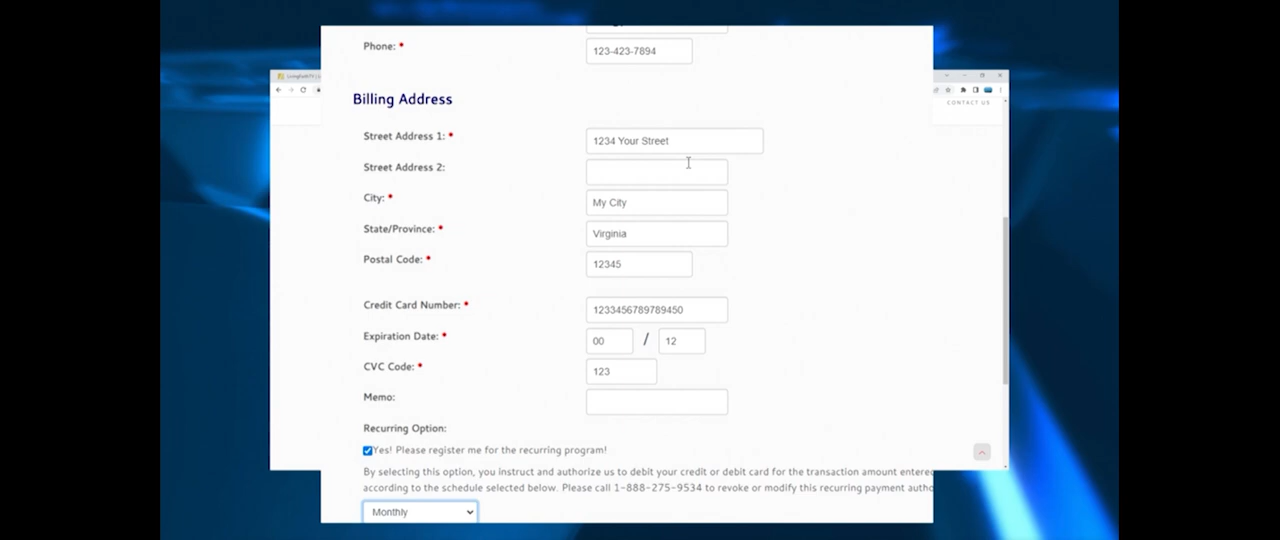 Phone: *
123-423-7894
CONTACT US
Billing Address
Street Address 1: *
1234 Your Street
Street Address 2:
City: *
My City
State/Province: *
Virginia
Postal Code: *
12345
Credit Card Number: *
1233456789789450
Expiration Date: *
00 / 12
CVC Code: *
123
Memo:
Recurring Option:
Yes! Please register me for the recurring program!
By selecting this option, you instruct and authorize us to debit your credit or debit card for the transaction amount entered
according to the schedule selected below. Please call 1-888-275-9534 to revoke or modify this recurring payment autho
Monthly